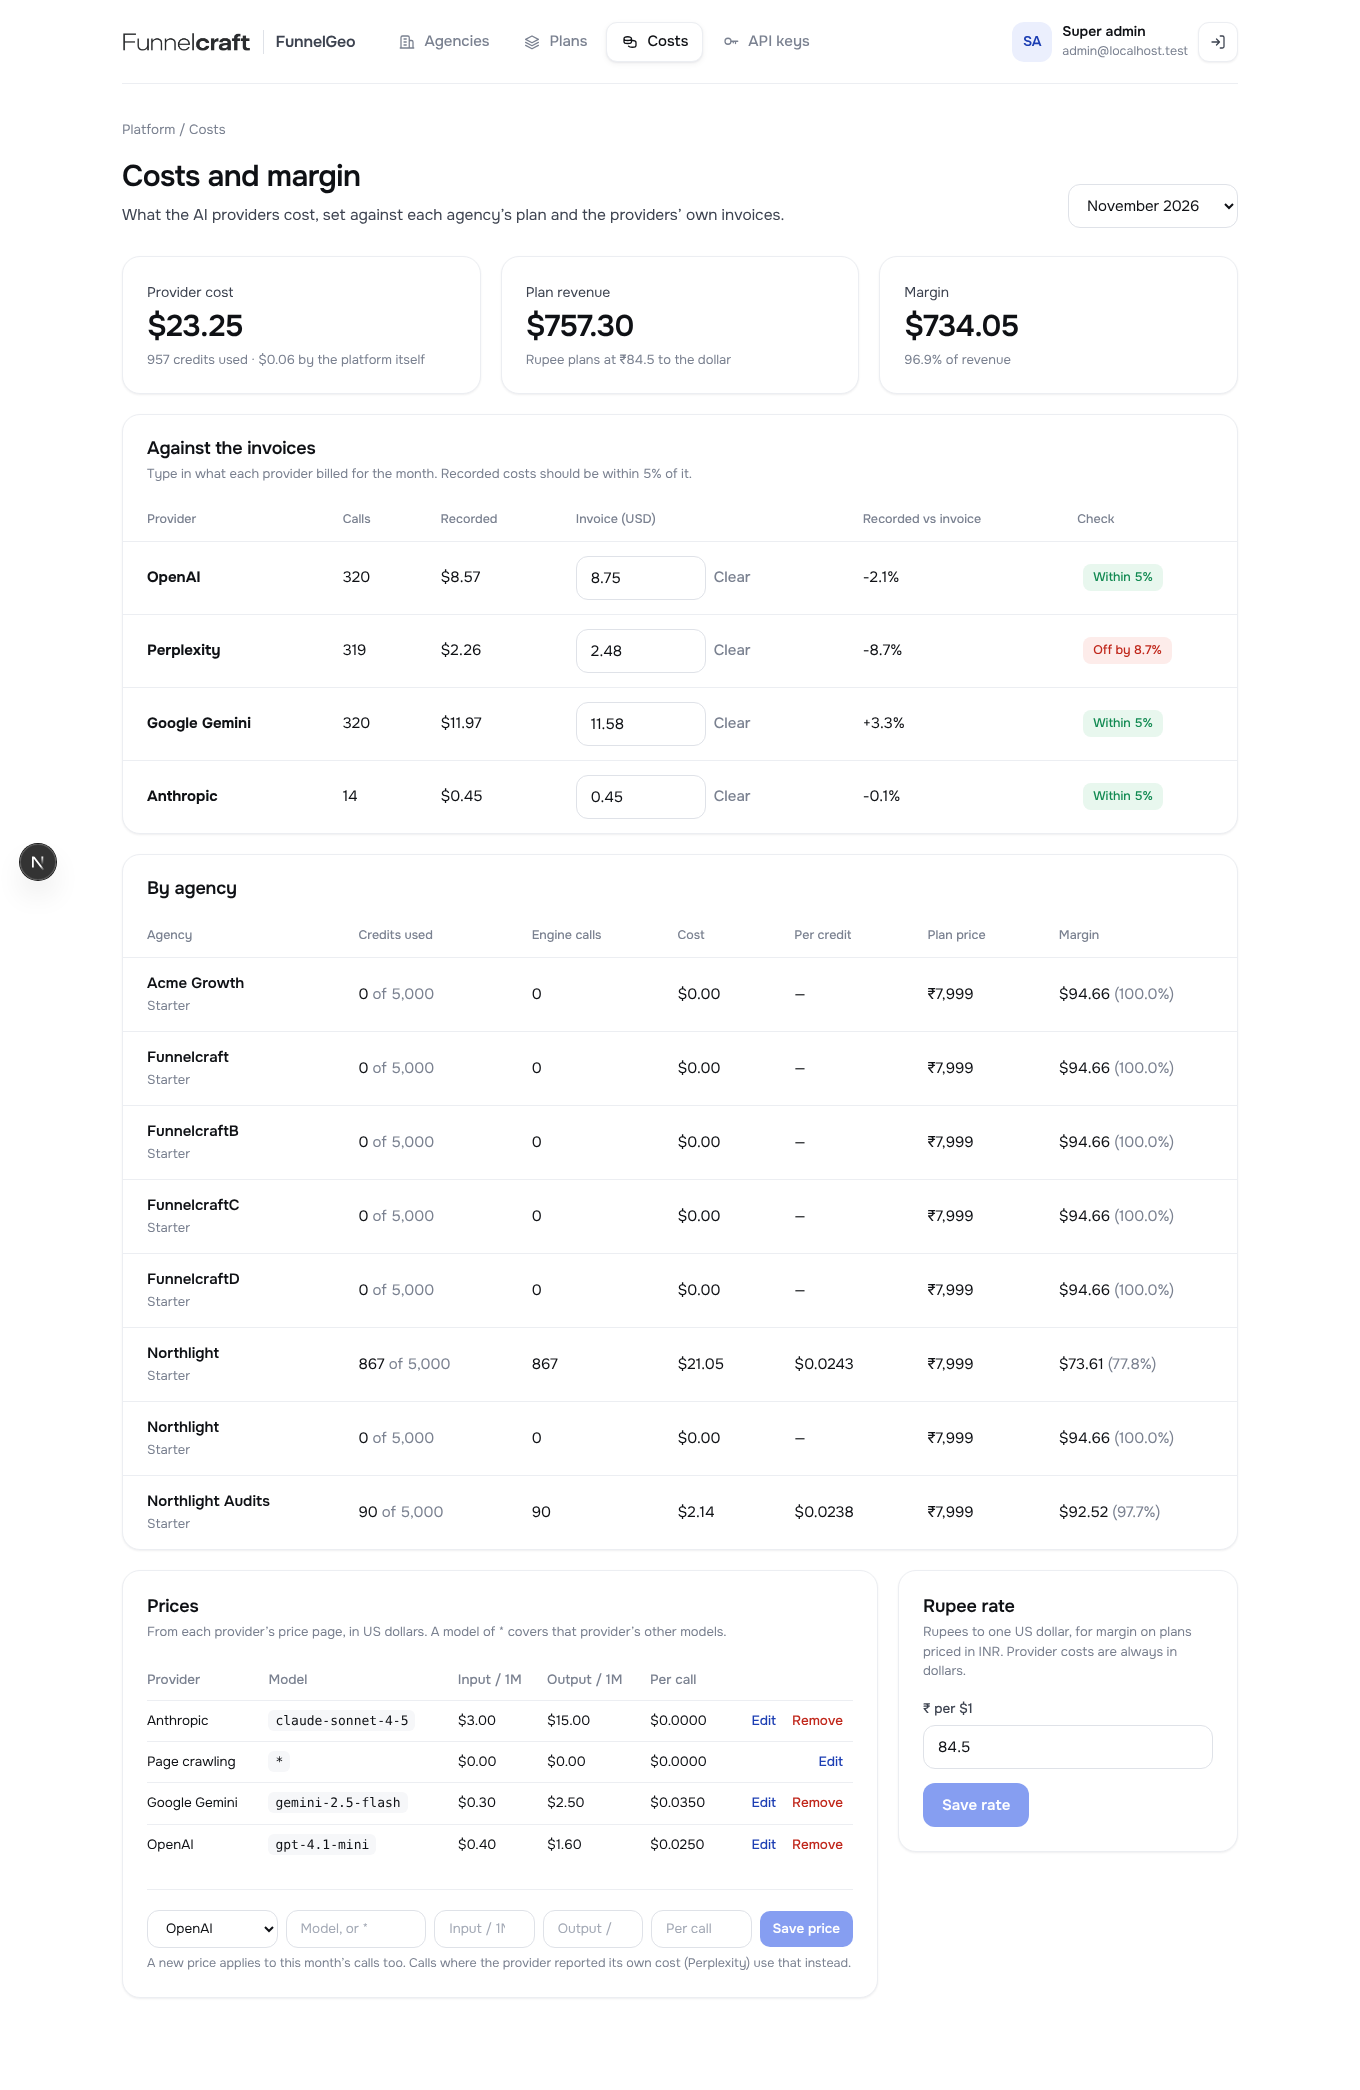 Funnelcraft FunnelGeo Agencies Plans Costs API keys SA Super admin
admin@localhost.test
Platform / Costs
Costs and margin
What the AI providers cost, set against each agency’s plan and the providers’ own invoices.
November 2026
Provider cost
$23.25
957 credits used · $0.06 by the platform itself
Plan revenue
$757.30
Rupee plans at ₹84.5 to the dollar
Margin
$734.05
96.9% of revenue
Against the invoices
Type in what each provider billed for the month. Recorded costs should be within 5% of it.
Provider Calls Recorded Invoice (USD) Recorded vs invoice Check
OpenAI 320 $8.57 8.75 Clear -2.1% Within 5%
Perplexity 319 $2.26 2.48 Clear -8.7% Off by 8.7%
Google Gemini 320 $11.97 11.58 Clear +3.3% Within 5%
Anthropic 14 $0.45 0.45 Clear -0.1% Within 5%
N
By agency
Agency Credits used Engine calls Cost Per credit Plan price Margin
Acme Growth
Starter
0 of 5,000 0 $0.00 – ₹7,999 $94.66 (100.0%)
Funnelcraft
Starter
0 of 5,000 0 $0.00 – ₹7,999 $94.66 (100.0%)
FunnelcraftB
Starter
0 of 5,000 0 $0.00 – ₹7,999 $94.66 (100.0%)
FunnelcraftC
Starter
0 of 5,000 0 $0.00 – ₹7,999 $94.66 (100.0%)
FunnelcraftD
Starter
0 of 5,000 0 $0.00 – ₹7,999 $94.66 (100.0%)
Northlight
Starter
867 of 5,000 867 $21.05 $0.0243 ₹7,999 $73.61 (77.8%)
Northlight
Starter
0 of 5,000 0 $0.00 – ₹7,999 $94.66 (100.0%)
Northlight Audits
Starter
90 of 5,000 90 $2.14 $0.0238 ₹7,999 $92.52 (97.7%)
Prices
From each provider’s price page, in US dollars. A model of * covers that provider’s other models.
Provider Model Input / 1M Output / 1M Per call
Anthropic claude-sonnet-4-5 $3.00 $15.00 $0.0000 Edit Remove
Page crawling * $0.00 $0.00 $0.0000 Edit
Google Gemini gemini-2.5-flash $0.30 $2.50 $0.0350 Edit Remove
OpenAI gpt-4.1-mini $0.40 $1.60 $0.0250 Edit Remove
OpenAI Model, or * Input / 1M Output / Per call Save price
A new price applies to this month’s calls too. Calls where the provider reported its own cost (Perplexity) use that instead.
Rupee rate
Rupees to one US dollar, for margin on plans
priced in INR. Provider costs are always in
dollars.
₹ per $1
84.5
Save rate